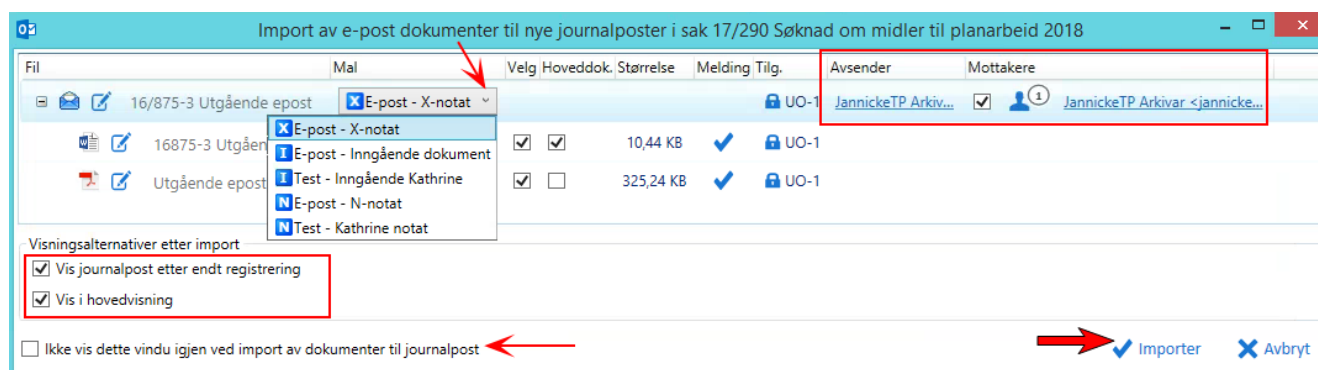 Import av e-post dokumenter til nye journalposter i sak 17/290 Søknad om midler til planarbeid 2018
Fil Mal Velg Hoveddok. Størrelse Melding Tilg. Avsender Mottakere
16/875-3 Utgående epost X E-post - X-notat UO-1 JannickeTP Arkiv... 1 JannickeTP Arkivar <jannicke...
X E-post - X-notat
16875-3 Utgåen 10,44 KB UO-1
I E-post - Inngående dokument
I Test - Inngående Kathrine
Utgående epost 325,24 KB UO-1
N E-post - N-notat
N Test - Kathrine notat
Visningsalternativer etter import
Vis journalpost etter endt registrering
Vis i hovedvisning
Ikke vis dette vindu igjen ved import av dokumenter til journalpost
Importer Avbryt